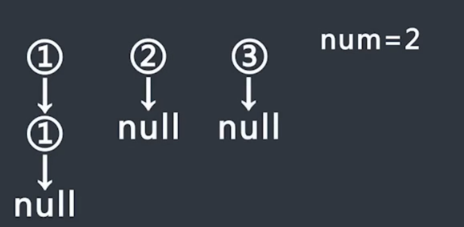 num=2
① ② ③
① null null
null